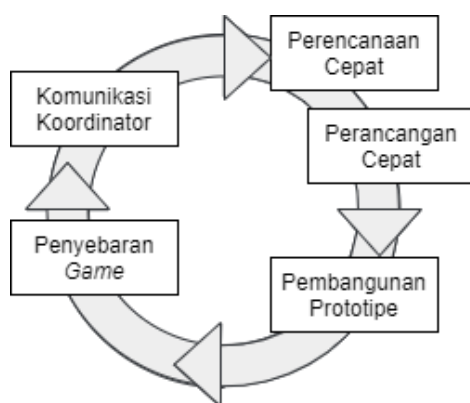 Perencanaan
Cepat
Komunikasi
Koordinator
Perancangan
Cepat
Penyebaran
Game
Pembangunan
Prototipe